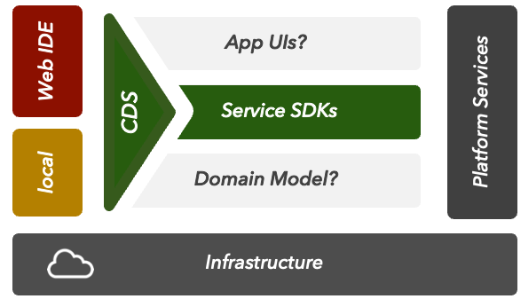 Web IDE
local
CDS
App UIs?
Service SDKs
Domain Model?
Platform Services
Infrastructure